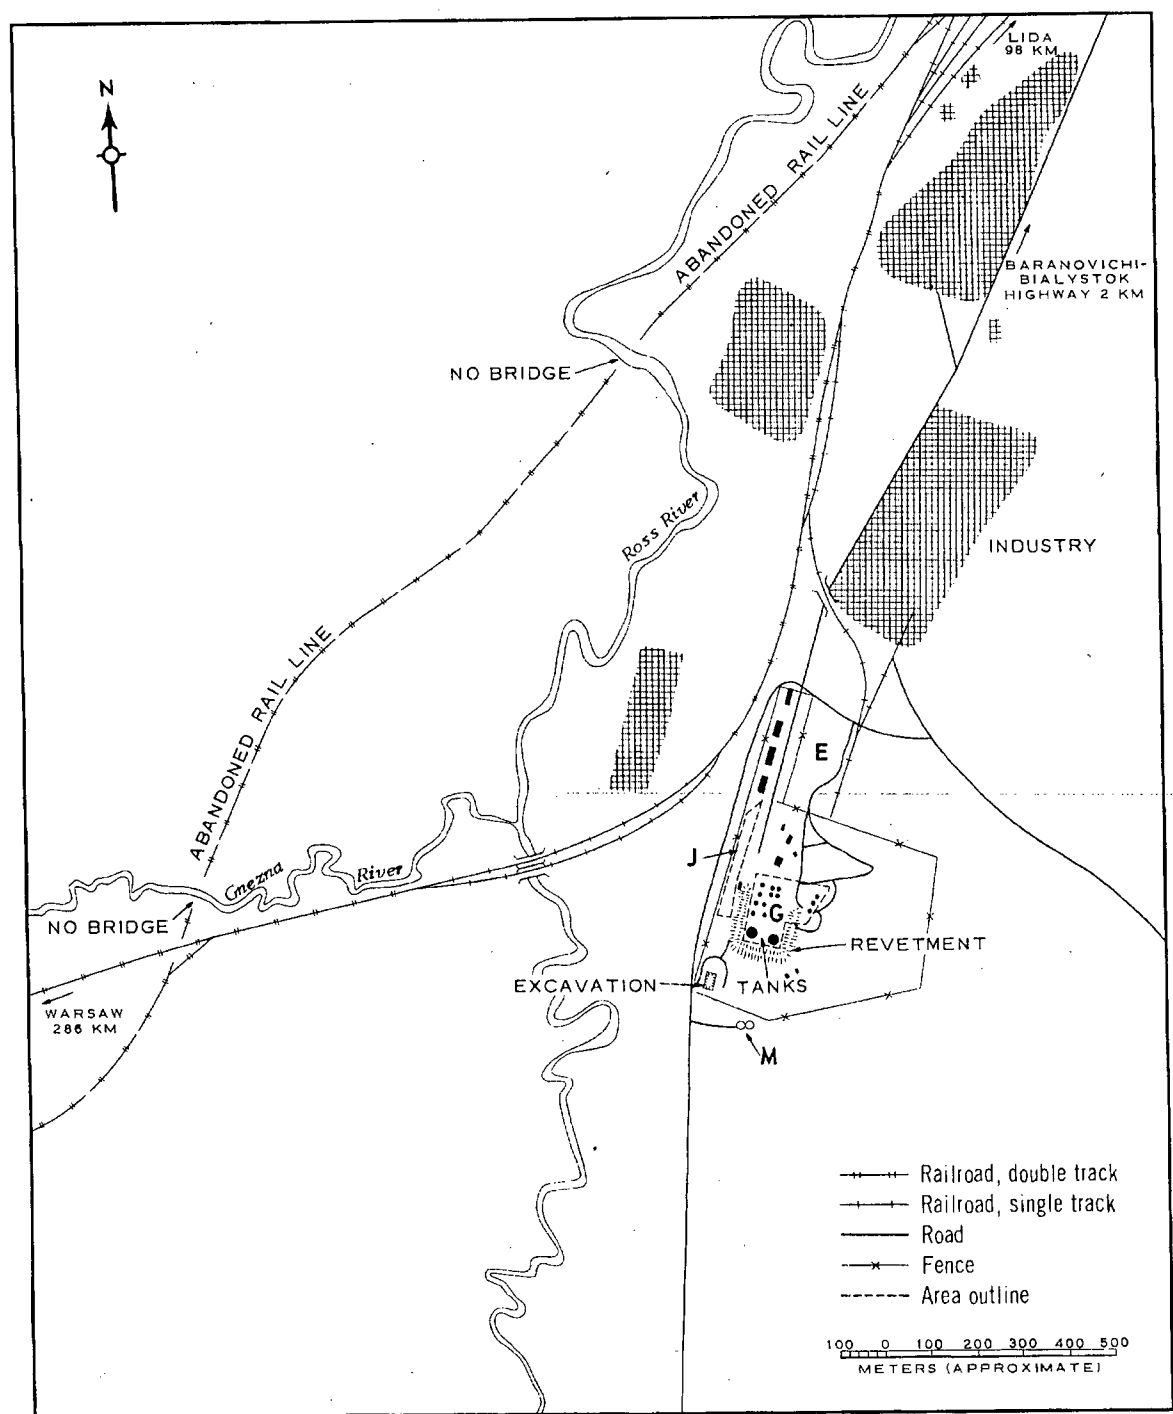 N
LIDA
98 KM
ABANDONED RAIL LINE
BARANOVICHI-
BIALYSTOK
HIGHWAY 2 KM
NO BRIDGE
Ross River
INDUSTRY
ABANDONED RAIL LINE
E
J
Gnezna River
G
NO BRIDGE
REVETMENT
EXCAVATION
TANKS
WARSAW
286 KM
M
Railroad, double track
Railroad, single track
Road
Fence
Area outline
100 0 100 200 300 400 500
METERS (APPROXIMATE)